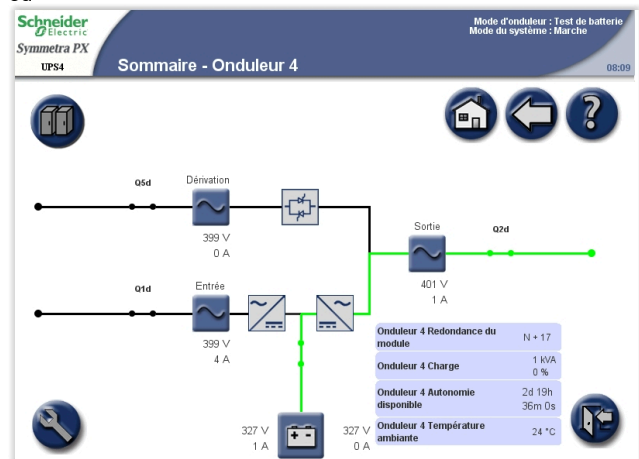 Schneider
Electric
Symmetra PX
UPS4
Sommaire - Onduleur 4
Mode d'onduleur : Test de batterie
Mode du système : Marche
08:09
?
Q5d
Dérivation
399 V
0 A
Sortie
Q2d
401 V
1 A
Q1d
Entrée
399 V
4 A
327 V
1 A
327 V
0 A
Onduleur 4 Redondance du
module
N + 17
Onduleur 4 Charge
1 kVA
0 %
Onduleur 4 Autonomie
disponible
2d 19h
36m 0s
Onduleur 4 Température
ambiante
24 °C